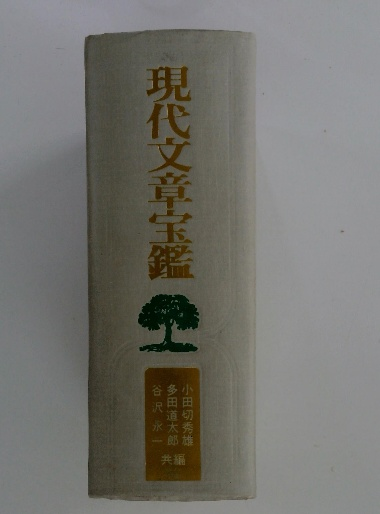 現代文章宝鑑
小田切秀雄
多田道太郎
谷沢永一
共編